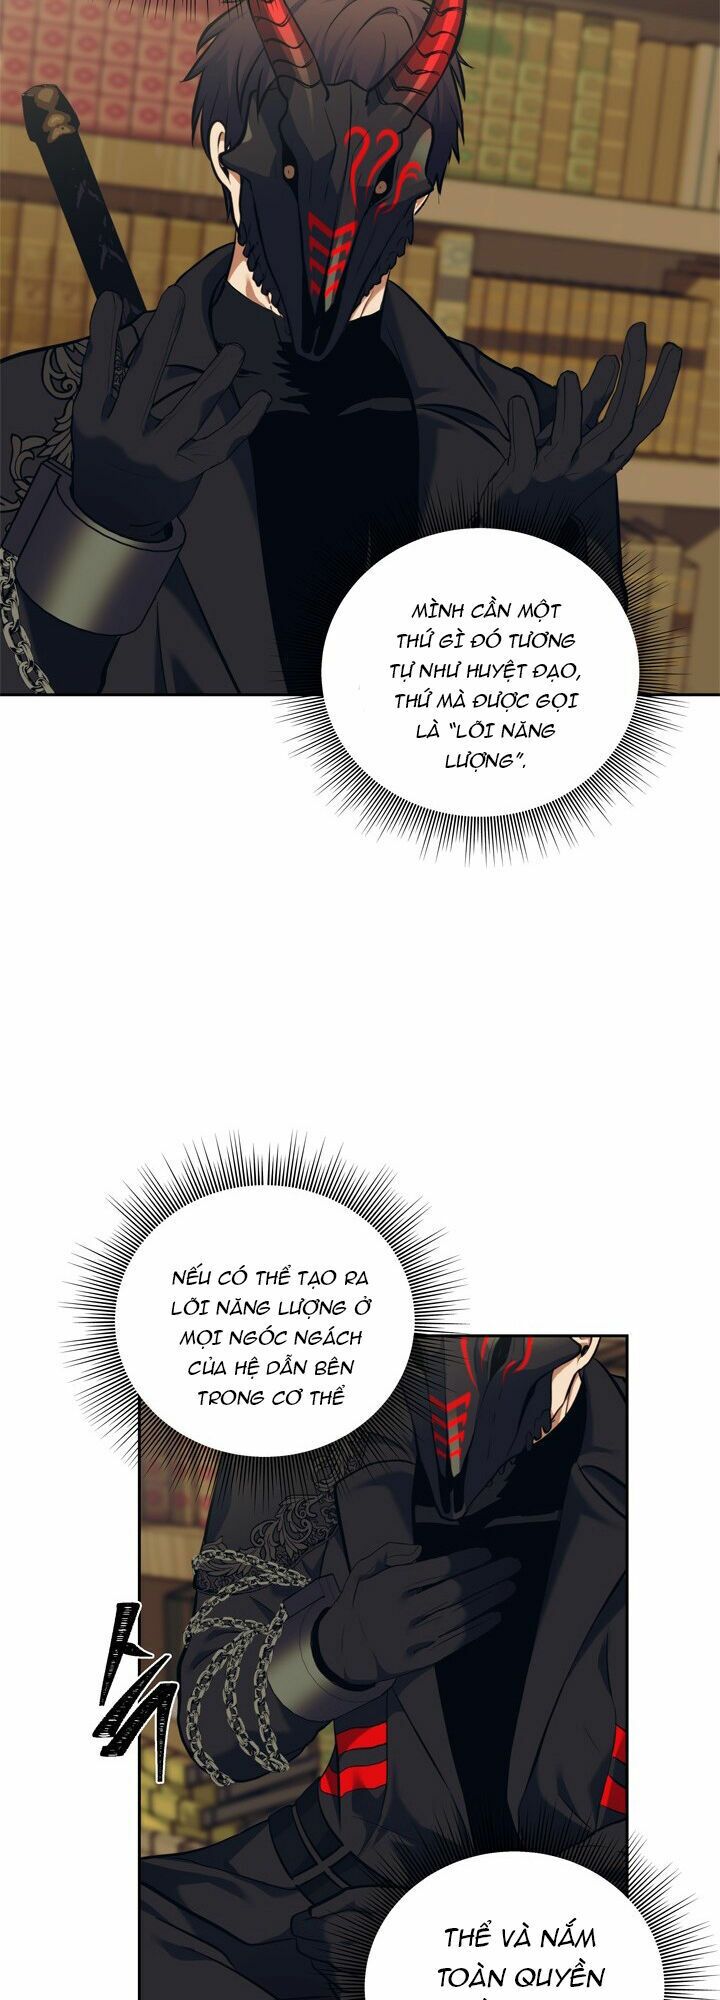 MÌNH CẦN MỘT
THỨ GÌ ĐÓ TƯƠNG
TỰ NHƯ HUYỆT ĐẠO,
THỨ MÀ ĐƯỢC GỌI
LÀ "LÕI NĂNG
LƯỢNG".
NẾU CÓ THỂ TẠO RA
LÕI NĂNG LƯỢNG Ở
MỌI NGÓC NGÁCH
CỦA HỆ DẪN BÊN
TRONG CƠ THỂ
THỂ VÀ NẮM
TOÀN QUYỀN